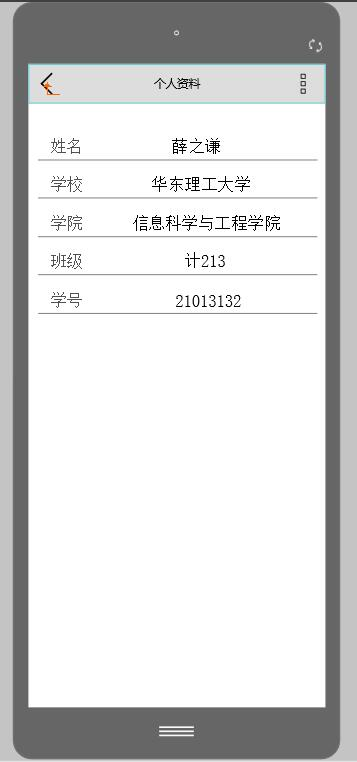 个人资料
姓名 薛之谦
学校 华东理工大学
学院 信息科学与工程学院
班级 计213
学号 21013132